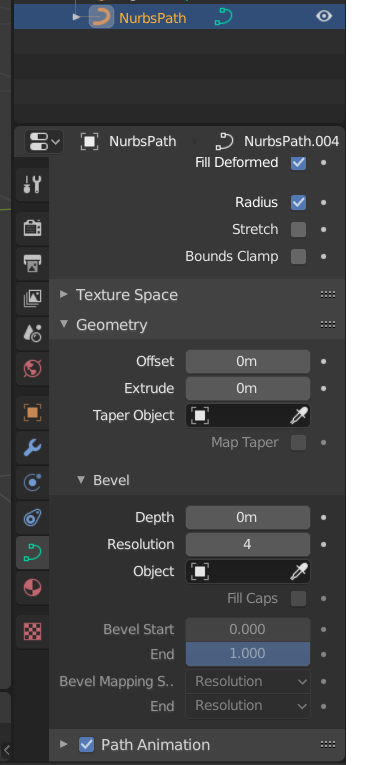 NurbsPath
NurbsPath NurbsPath.004
Fill Deformed
Radius
Stretch
Bounds Clamp
Texture Space
Geometry
Offset 0m
Extrude 0m
Taper Object
Map Taper
Bevel
Depth 0m
Resolution 4
Object
Fill Caps
Bevel Start 0.000
End 1.000
Bevel Mapping S.. Resolution
End Resolution
Path Animation